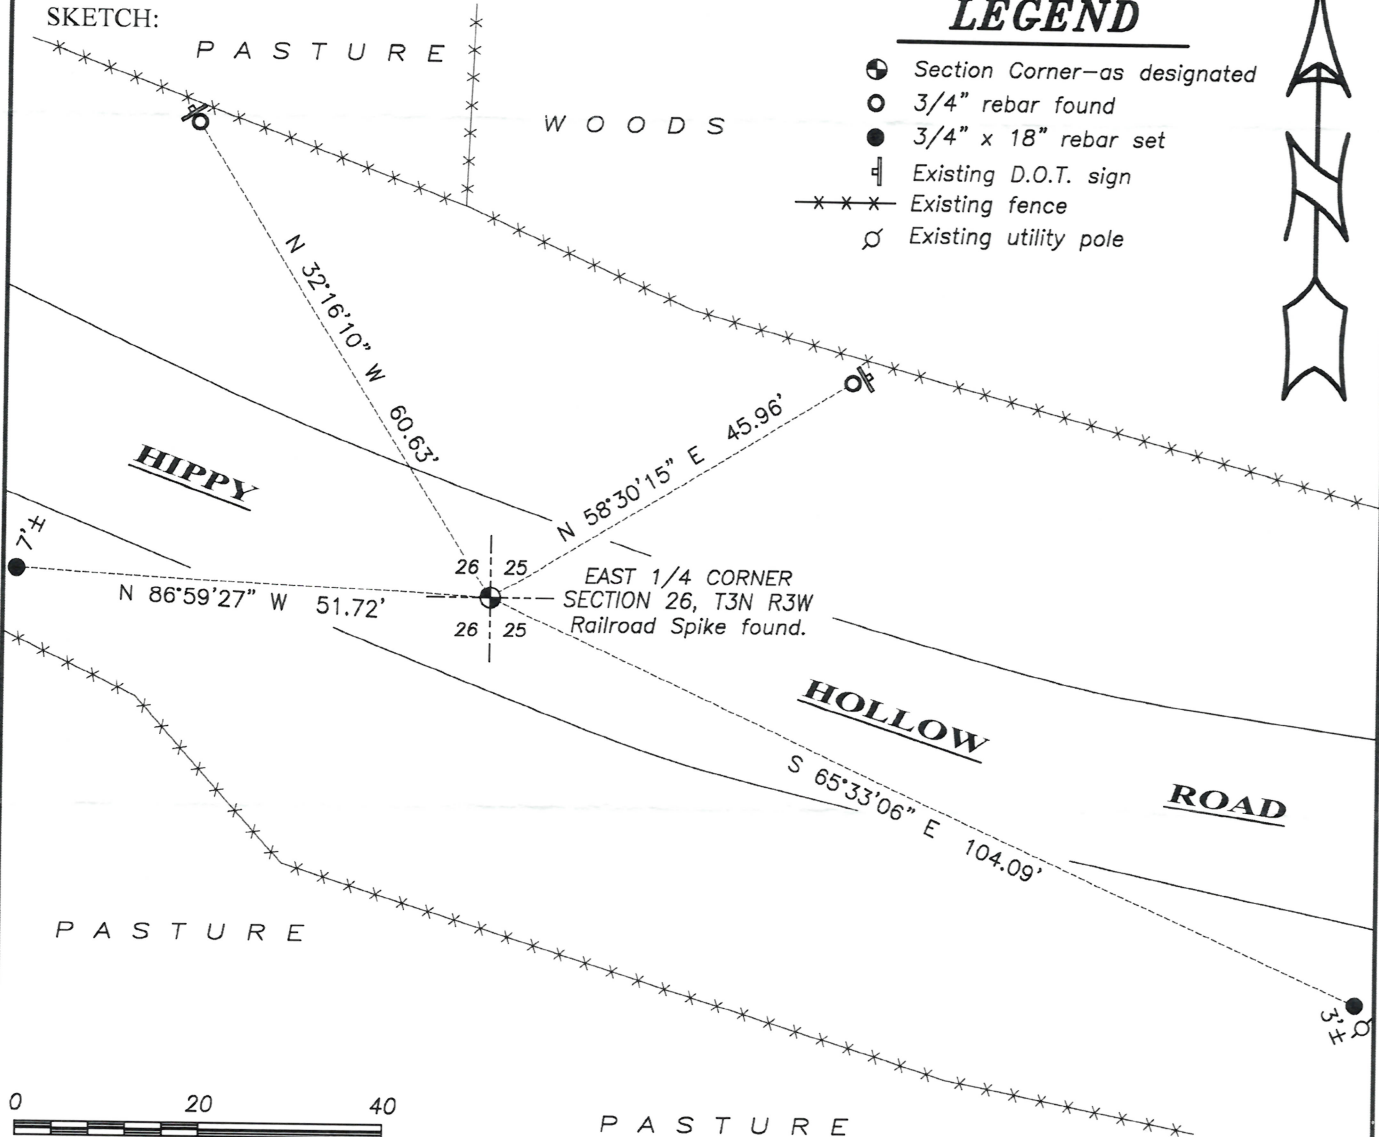 SKETCH:
PASTURE
WOODS
LEGEND
Section Corner-as designated
3/4" rebar found
3/4" x 18" rebar set
Existing D.O.T. sign
Existing fence
Existing utility pole
N
N 32°16'10" W 60.63'
N 58°30'15" E 45.96'
HIPPY
7'±
N 86°59'27" W 51.72'
26 25
26 25
EAST 1/4 CORNER
SECTION 26, T3N R3W
Railroad Spike found.
HOLLOW
ROAD
S 65°33'06" E 104.09'
3'±
PASTURE
PASTURE
0 20 40